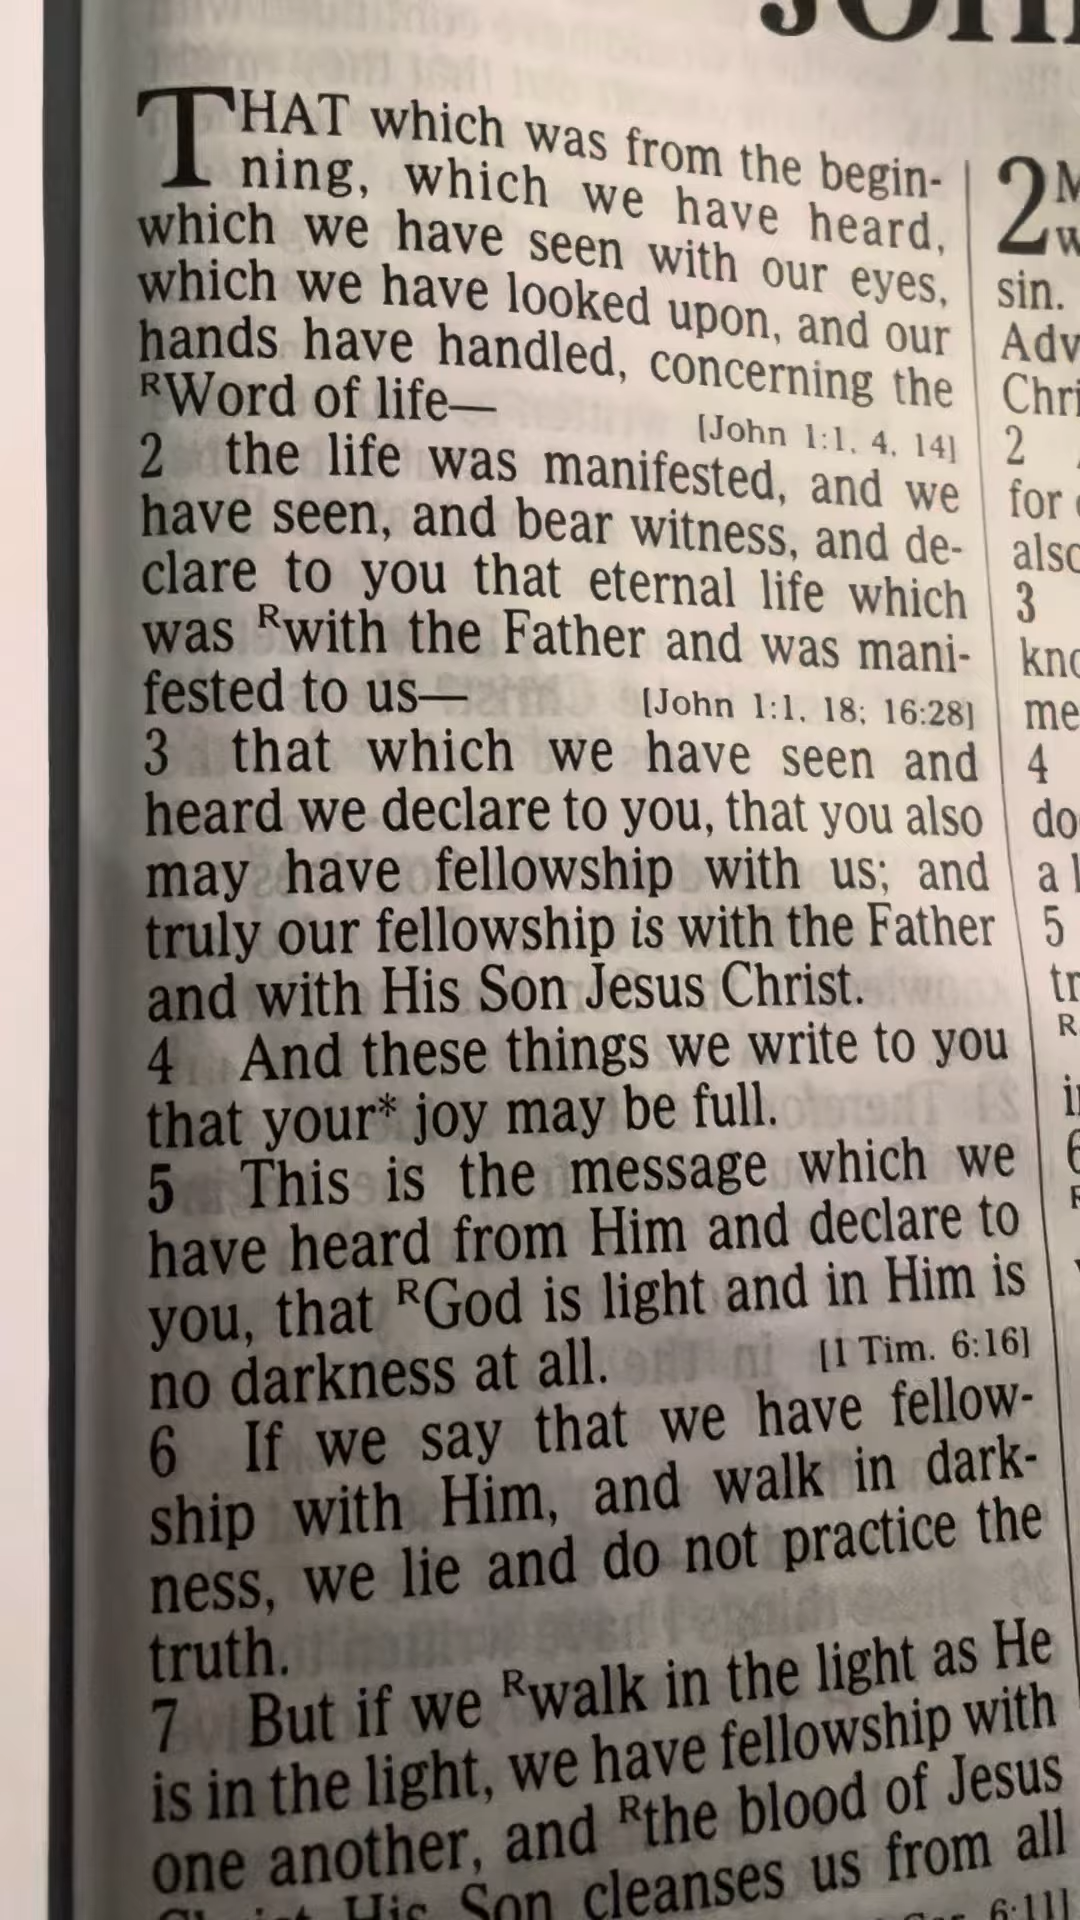 THAT which was from the begin-
ning, which we have heard,
which we have seen with our eyes,
which we have looked upon, and our
hands have handled, concerning the
RWord of life—
[John 1:1, 4, 14]
2 the life was manifested, and we
have seen, and bear witness, and de-
clare to you that eternal life which
was Rwith the Father and was mani-
fested to us—
[John 1:1, 18; 16:28]
3 that which we have seen and
heard we declare to you, that you also
may have fellowship with us; and
truly our fellowship is with the Father
and with His Son Jesus Christ.
4 And these things we write to you
that your* joy may be full.
5 This is the message which we
have heard from Him and declare to
you, that RGod is light and in Him is
no darkness at all.
[1 Tim. 6:16]
6 If we say that we have fellow-
ship with Him, and walk in dark-
ness, we lie and do not practice the
truth.
7 But if we Rwalk in the light as He
is in the light, we have fellowship with
one another, and Rthe blood of Jesus
His Son cleanses us from all
6:11]
2
sin.
2
for
3
4
5